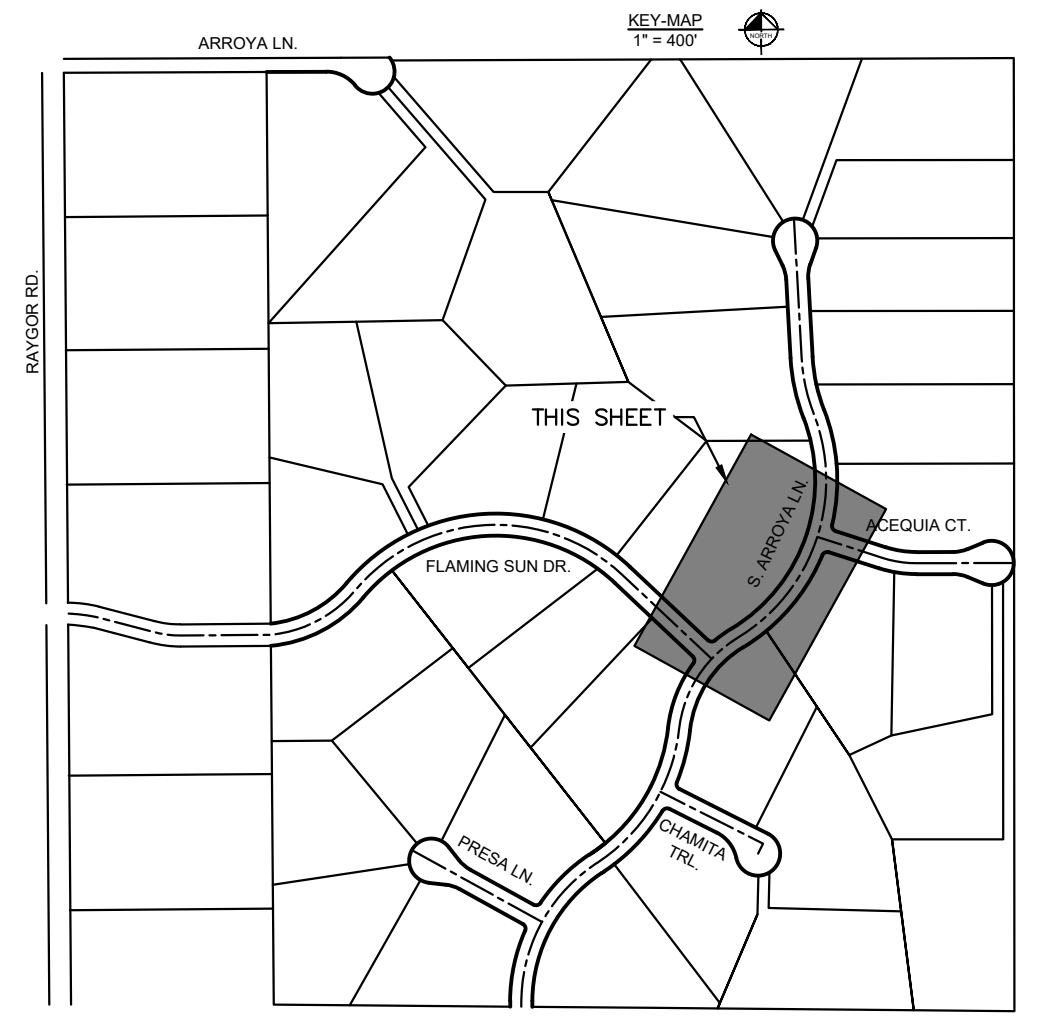 KEY-MAP
1" = 400'
NORTH
ARROYA LN.
RAYGOR RD.
THIS SHEET
S. ARROYA LN.
ACEQUIA CT.
FLAMING SUN DR.
CHAMITA
TRL.
PRESA LN.